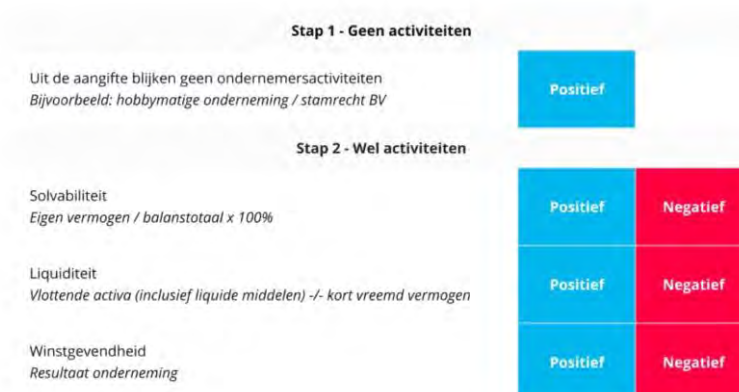 Stap 1 - Geen activiteiten
Uit de aangifte blijken geen ondernemersactiviteiten
Bijvoorbeeld: hobbymatige onderneming / stamrecht BV
Positief
Stap 2 - Wel activiteiten
Solvabiliteit
Eigen vermogen / balanstotaal x 100%
Positief
Negatief
Liquiditeit
Vlottende activa (inclusief liquide middelen) -/- kort vreemd vermogen
Positief
Negatief
Winstgevendheid
Resultaat onderneming
Positief
Negatief